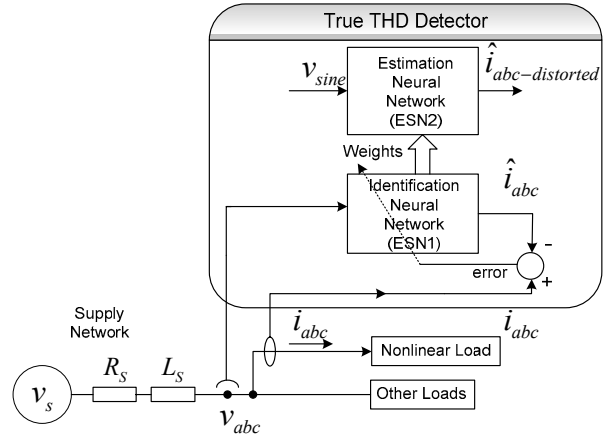 True THD Detector
v_sine
Estimation
Neural
Network
(ESN2)
î_abc−distorted
Weights
Identification
Neural
Network
(ESN1)
î_abc
-
error
+
Supply
Network
i_abc
i_abc
Nonlinear Load
v_s
R_S
L_S
v_abc
Other Loads